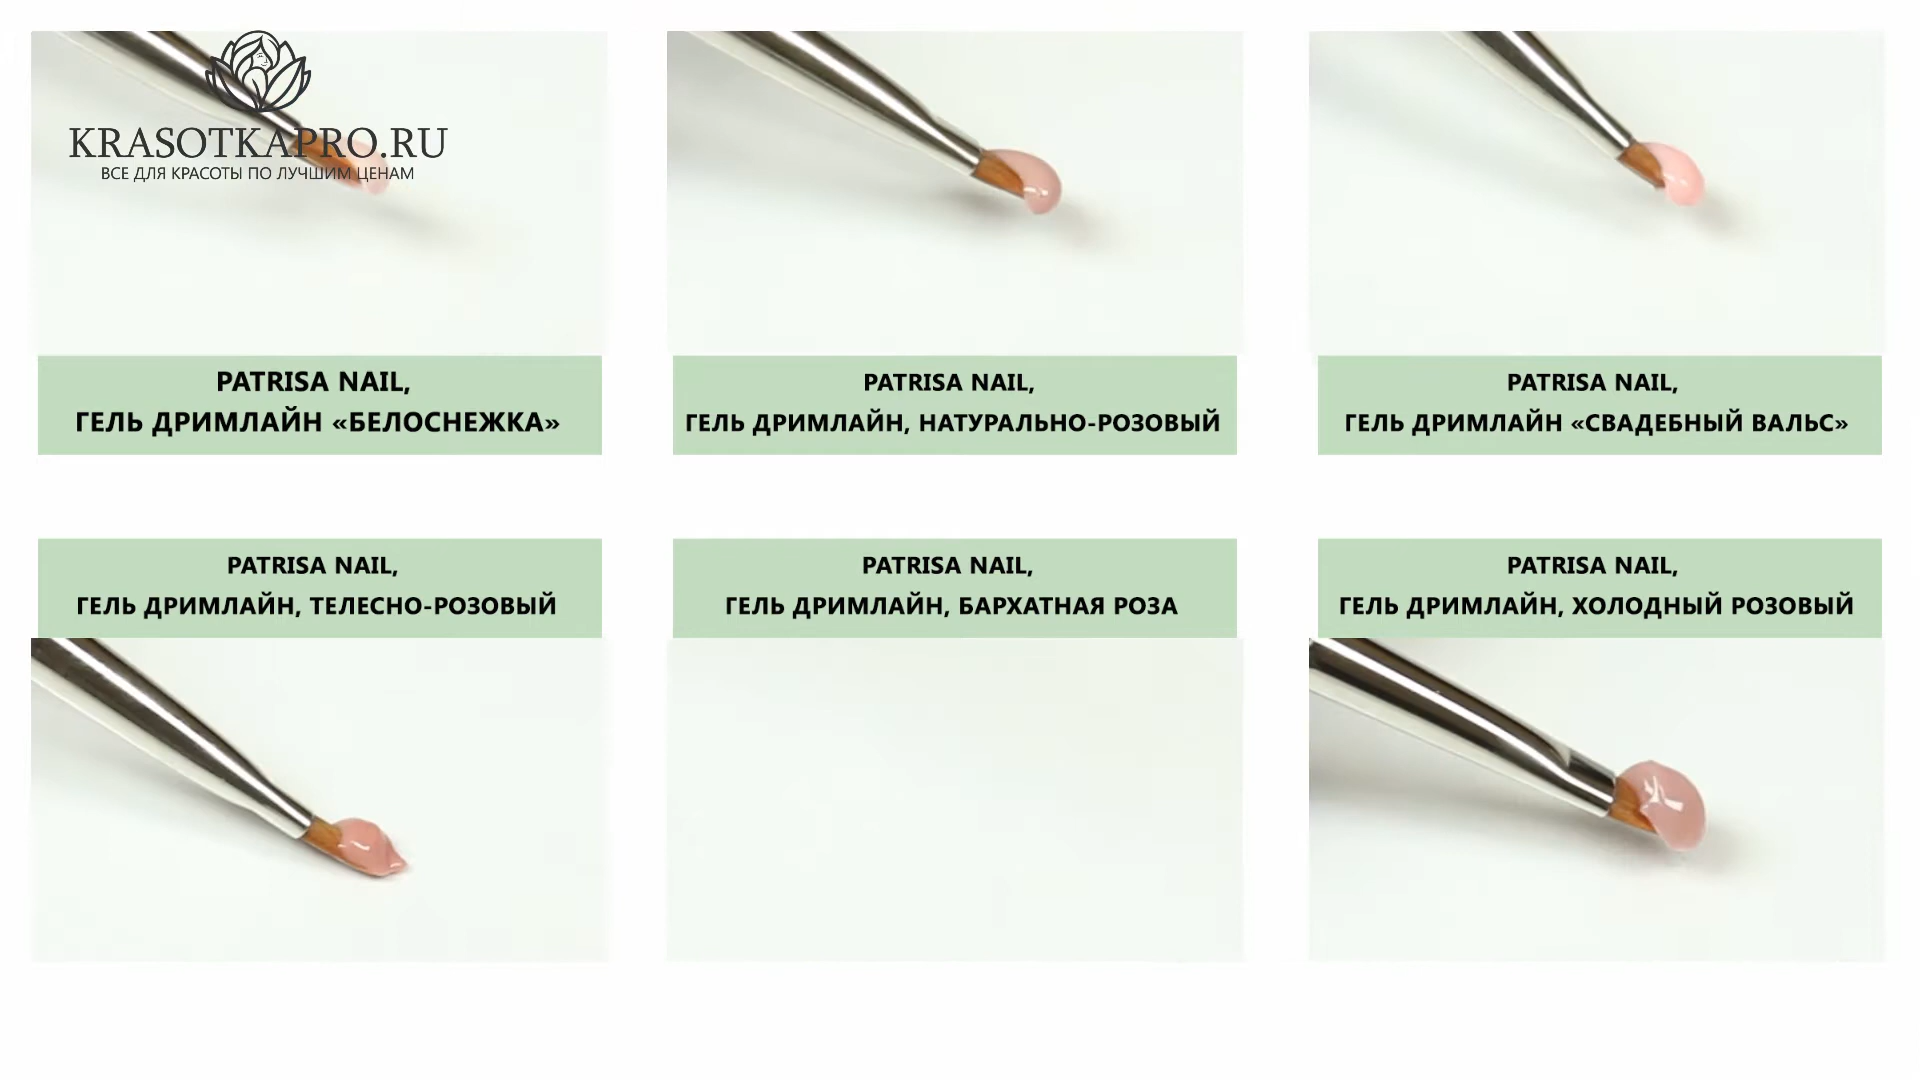 KRASOTKAPRO.RU
ВСЕ ДЛЯ КРАСОТЫ ПО ЛУЧШИМ ЦЕНАМ
PATRISA NAIL,
ГЕЛЬ ДРИМЛАЙН «БЕЛОСНЕЖКА»
PATRISA NAIL,
ГЕЛЬ ДРИМЛАЙН, НАТУРАЛЬНО-РОЗОВЫЙ
PATRISA NAIL,
ГЕЛЬ ДРИМЛАЙН «СВАДЕБНЫЙ ВАЛЬС»
PATRISA NAIL,
ГЕЛЬ ДРИМЛАЙН, ТЕЛЕСНО-РОЗОВЫЙ
PATRISA NAIL,
ГЕЛЬ ДРИМЛАЙН, БАРХАТНАЯ РОЗА
PATRISA NAIL,
ГЕЛЬ ДРИМЛАЙН, ХОЛОДНЫЙ РОЗОВЫЙ